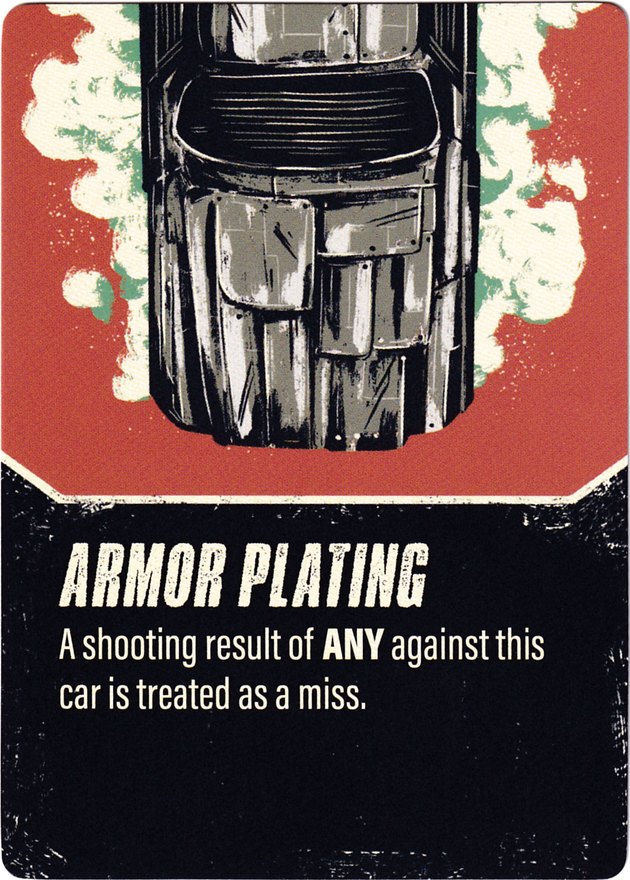 ARMOR PLATING
A shooting result of ANY against this
car is treated as a miss.